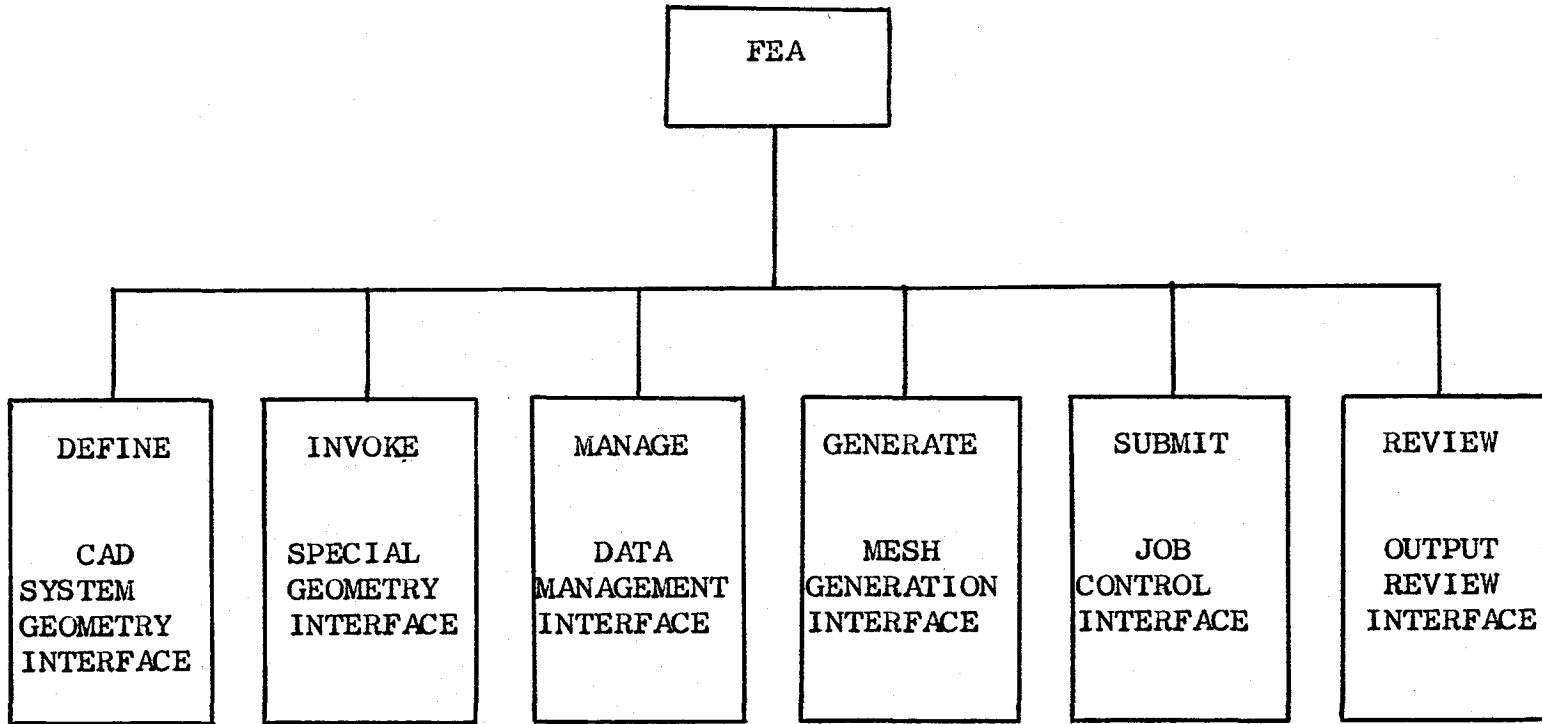 FEA
DEFINE
CAD
SYSTEM
GEOMETRY
INTERFACE
INVOKE
SPECIAL
GEOMETRY
INTERFACE
MANAGE
DATA
MANAGEMENT
INTERFACE
GENERATE
MESH
GENERATION
INTERFACE
SUBMIT
JOB
CONTROL
INTERFACE
REVIEW
OUTPUT
REVIEW
INTERFACE